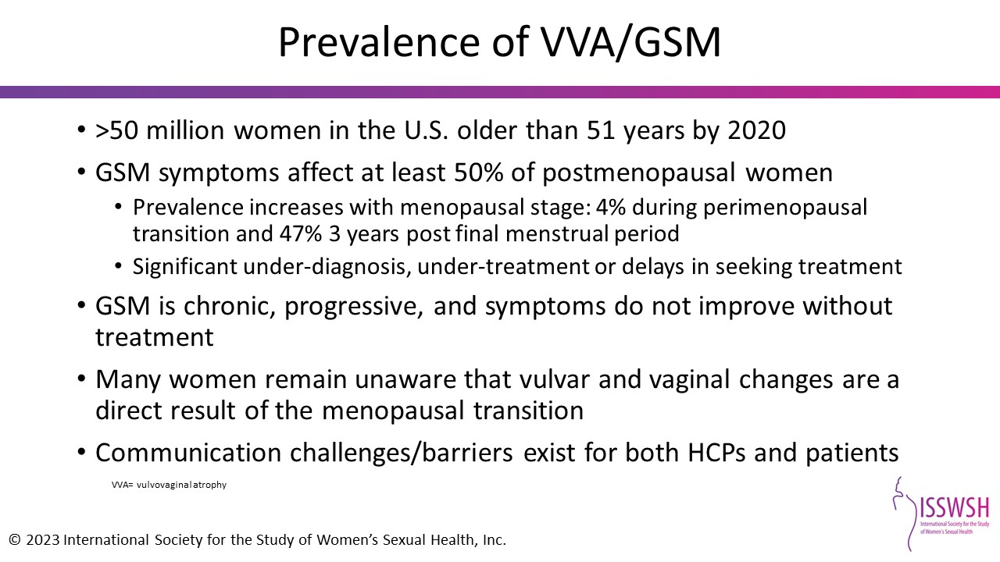 Prevalence of VVA/GSM
• >50 million women in the U.S. older than 51 years by 2020
• GSM symptoms affect at least 50% of postmenopausal women
• Prevalence increases with menopausal stage: 4% during perimenopausal
transition and 47% 3 years post final menstrual period
• Significant under-diagnosis, under-treatment or delays in seeking treatment
• GSM is chronic, progressive, and symptoms do not improve without
treatment
• Many women remain unaware that vulvar and vaginal changes are a
direct result of the menopausal transition
• Communication challenges/barriers exist for both HCPs and patients
VVA= vulvovaginal atrophy
ISSWSH
International Society for the Study
of Women's Sexual Health
© 2023 International Society for the Study of Women’s Sexual Health, Inc.